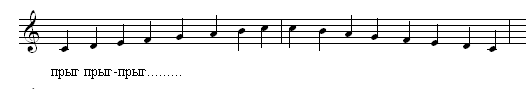 C D E F G A B C C B A G F E D C
прыг прыг-прыг.........